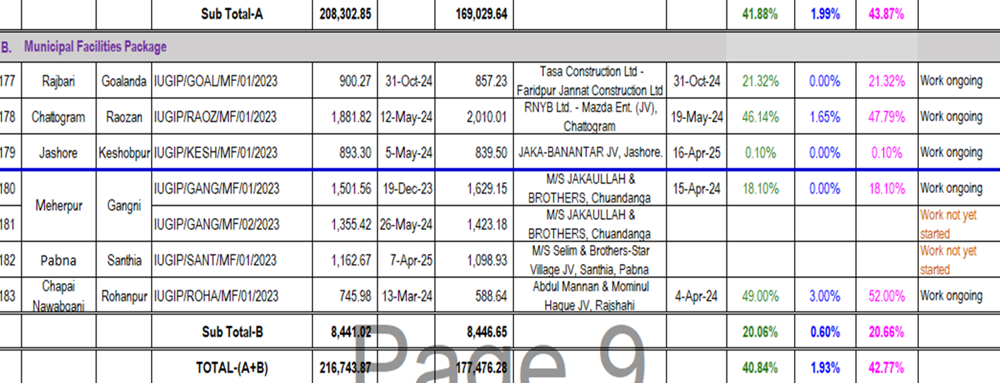 Sub Total-A 208,302.85 169,029.64 41.88% 1.99% 43.87%
B. Municipal Facilities Package
177 Rajbari Goalanda IUGIP/GOAL/MF/01/2023 900.27 31-Oct-24 857.23 Tasa Construction Ltd - Faridpur Jannat Construction Ltd 31-Oct-24 21.32% 0.00% 21.32% Work ongoing
178 Chattogram Raozan IUGIP/RAOZ/MF/01/2023 1,881.82 12-May-24 2,010.01 RNYB Ltd. - Mazda Ent. (JV), Chattogram 19-May-24 46.14% 1.65% 47.79% Work ongoing
179 Jashore Keshobpur IUGIP/KESH/MF/01/2023 893.30 5-May-24 839.50 JAKA-BANANTAR JV, Jashore. 16-Apr-25 0.10% 0.00% 0.10% Work ongoing
180 Meherpur Gangni IUGIP/GANG/MF/01/2023 1,501.56 19-Dec-23 1,629.15 M/S JAKAULLAH & BROTHERS, Chuandanga 15-Apr-24 18.10% 0.00% 18.10% Work ongoing
181 IUGIP/GANG/MF/02/2023 1,355.42 26-May-24 1,423.18 M/S JAKAULLAH & BROTHERS, Chuandanga Work not yet started
182 Pabna Santhia IUGIP/SANT/MF/01/2023 1,162.67 7-Apr-25 1,098.93 M/S Selim & Brothers-Star Village JV, Santhia, Pabna Work not yet started
183 Chapai Nawabganj Rohanpur IUGIP/ROHA/MF/01/2023 745.98 13-Mar-24 588.64 Abdul Mannan & Mominul Haque JV, Rajshahi 4-Apr-24 49.00% 3.00% 52.00% Work ongoing
Sub Total-B 8,441.02 8,446.65 20.06% 0.60% 20.66%
TOTAL-(A+B) 216,743.87 177,476.28 40.84% 1.93% 42.77%
Page 9